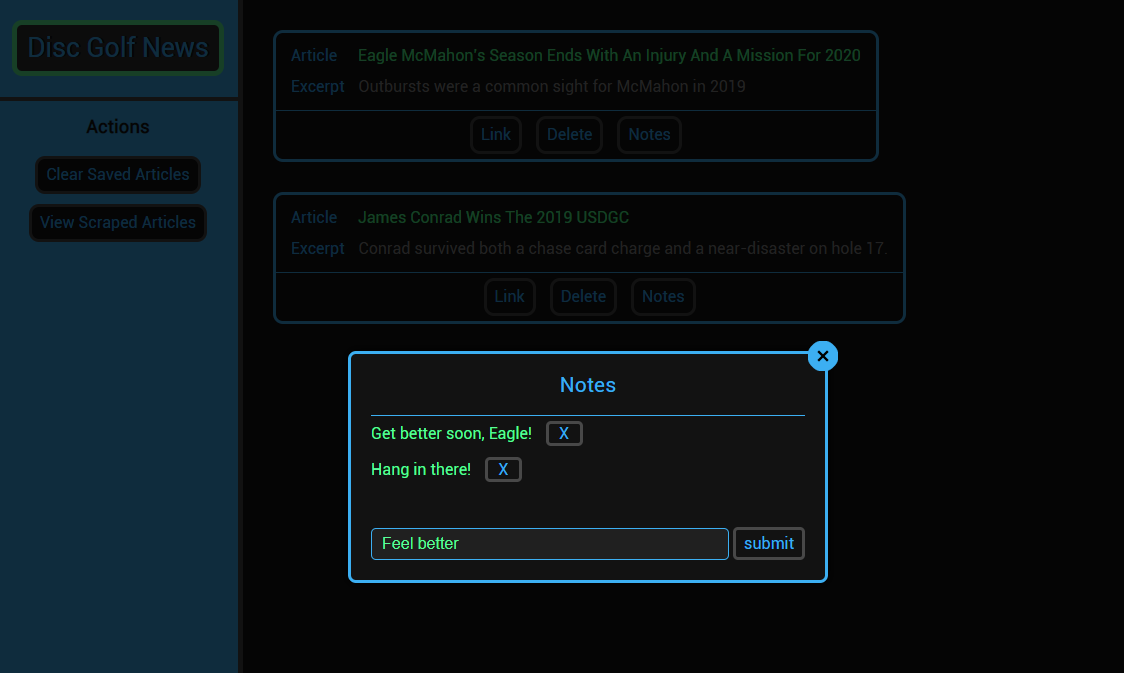 Disc Golf News
Actions
Clear Saved Articles
View Scraped Articles
Article Eagle McMahon's Season Ends With An Injury And A Mission For 2020
Excerpt Outbursts were a common sight for McMahon in 2019
Link Delete Notes
Article James Conrad Wins The 2019 USDGC
Excerpt Conrad survived both a chase card charge and a near-disaster on hole 17.
Link Delete Notes
×
Notes
Get better soon, Eagle! X
Hang in there! X
Feel better submit